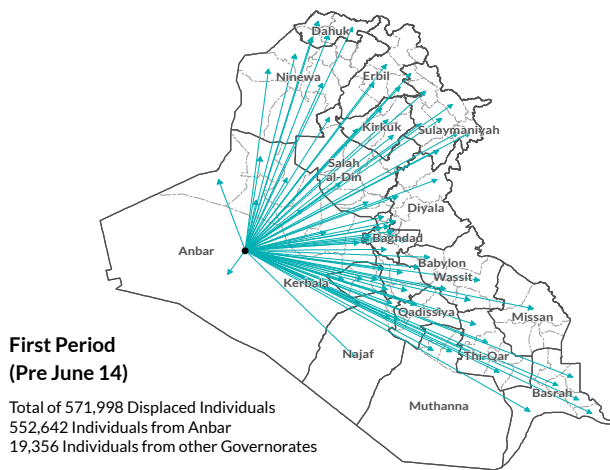 Dahuk
Ninewa
Erbil
Kirkuk
Sulaymaniyah
Salah
al-Din
Diyala
Anbar
Baghdad
Babylon
Wassit
Kerbala
Qadissiya
Missan
Najaf
Thi-Qar
Basrah
Muthanna
First Period
(Pre June 14)
Total of 571,998 Displaced Individuals
552,642 Individuals from Anbar
19,356 Individuals from other Governorates